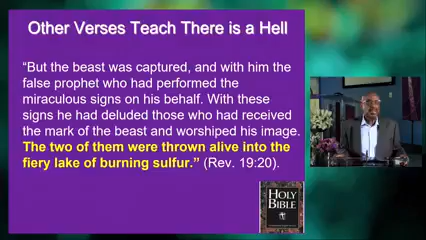 Other Verses Teach There is a Hell
“But the beast was captured, and with him the
false prophet who had performed the
miraculous signs on his behalf. With these
signs he had deluded those who had received
the mark of the beast and worshiped his image.
The two of them were thrown alive into the
fiery lake of burning sulfur.” (Rev. 19:20).
HOLY
BIBLE